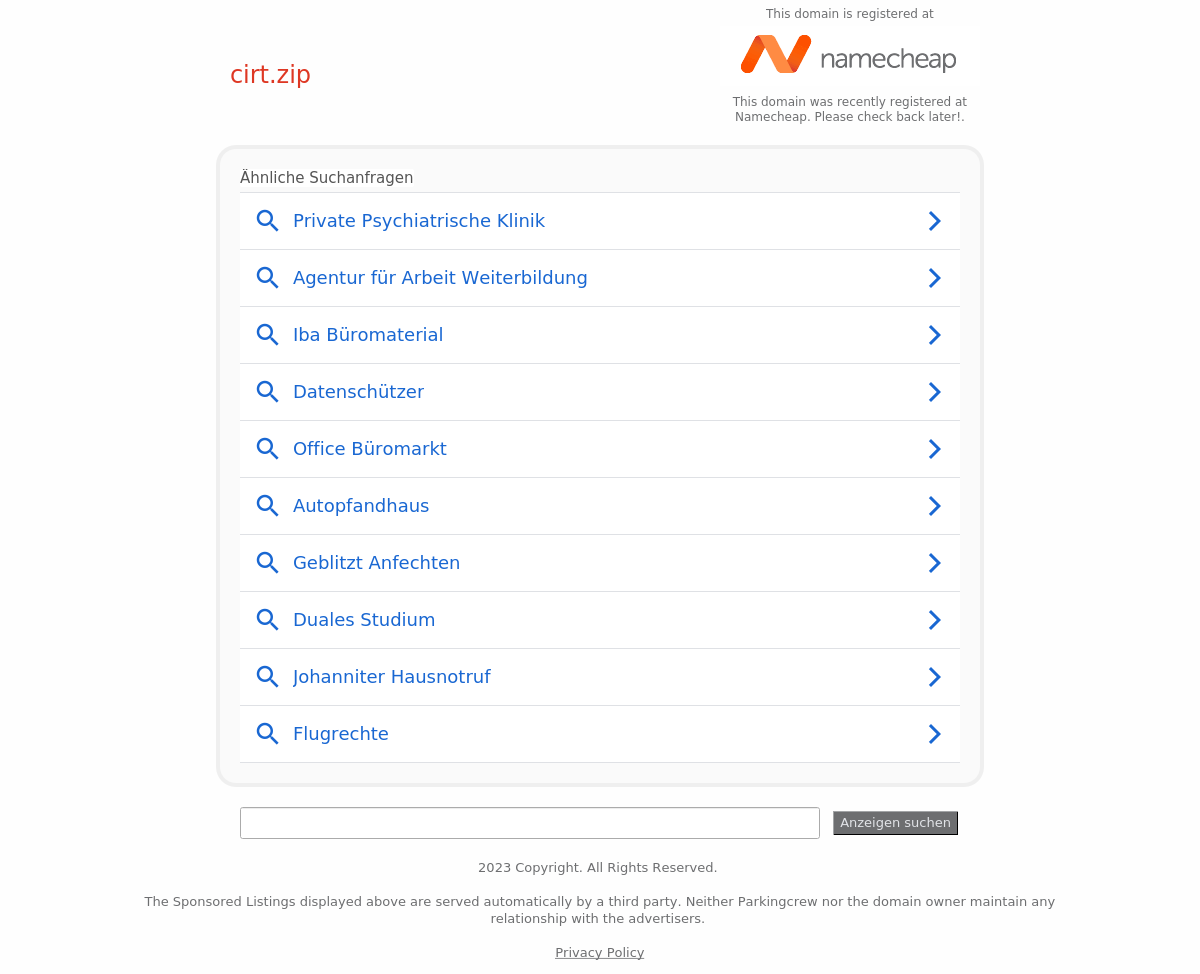 This domain is registered at
namecheap
cirt.zip
This domain was recently registered at
Namecheap. Please check back later!.
Ähnliche Suchanfragen
Private Psychiatrische Klinik
Agentur für Arbeit Weiterbildung
Iba Büromaterial
Datenschützer
Office Büromarkt
Autopfandhaus
Geblitzt Anfechten
Duales Studium
Johanniter Hausnotruf
Flugrechte
Anzeigen suchen
2023 Copyright. All Rights Reserved.
The Sponsored Listings displayed above are served automatically by a third party. Neither Parkingcrew nor the domain owner maintain any
relationship with the advertisers.
Privacy Policy